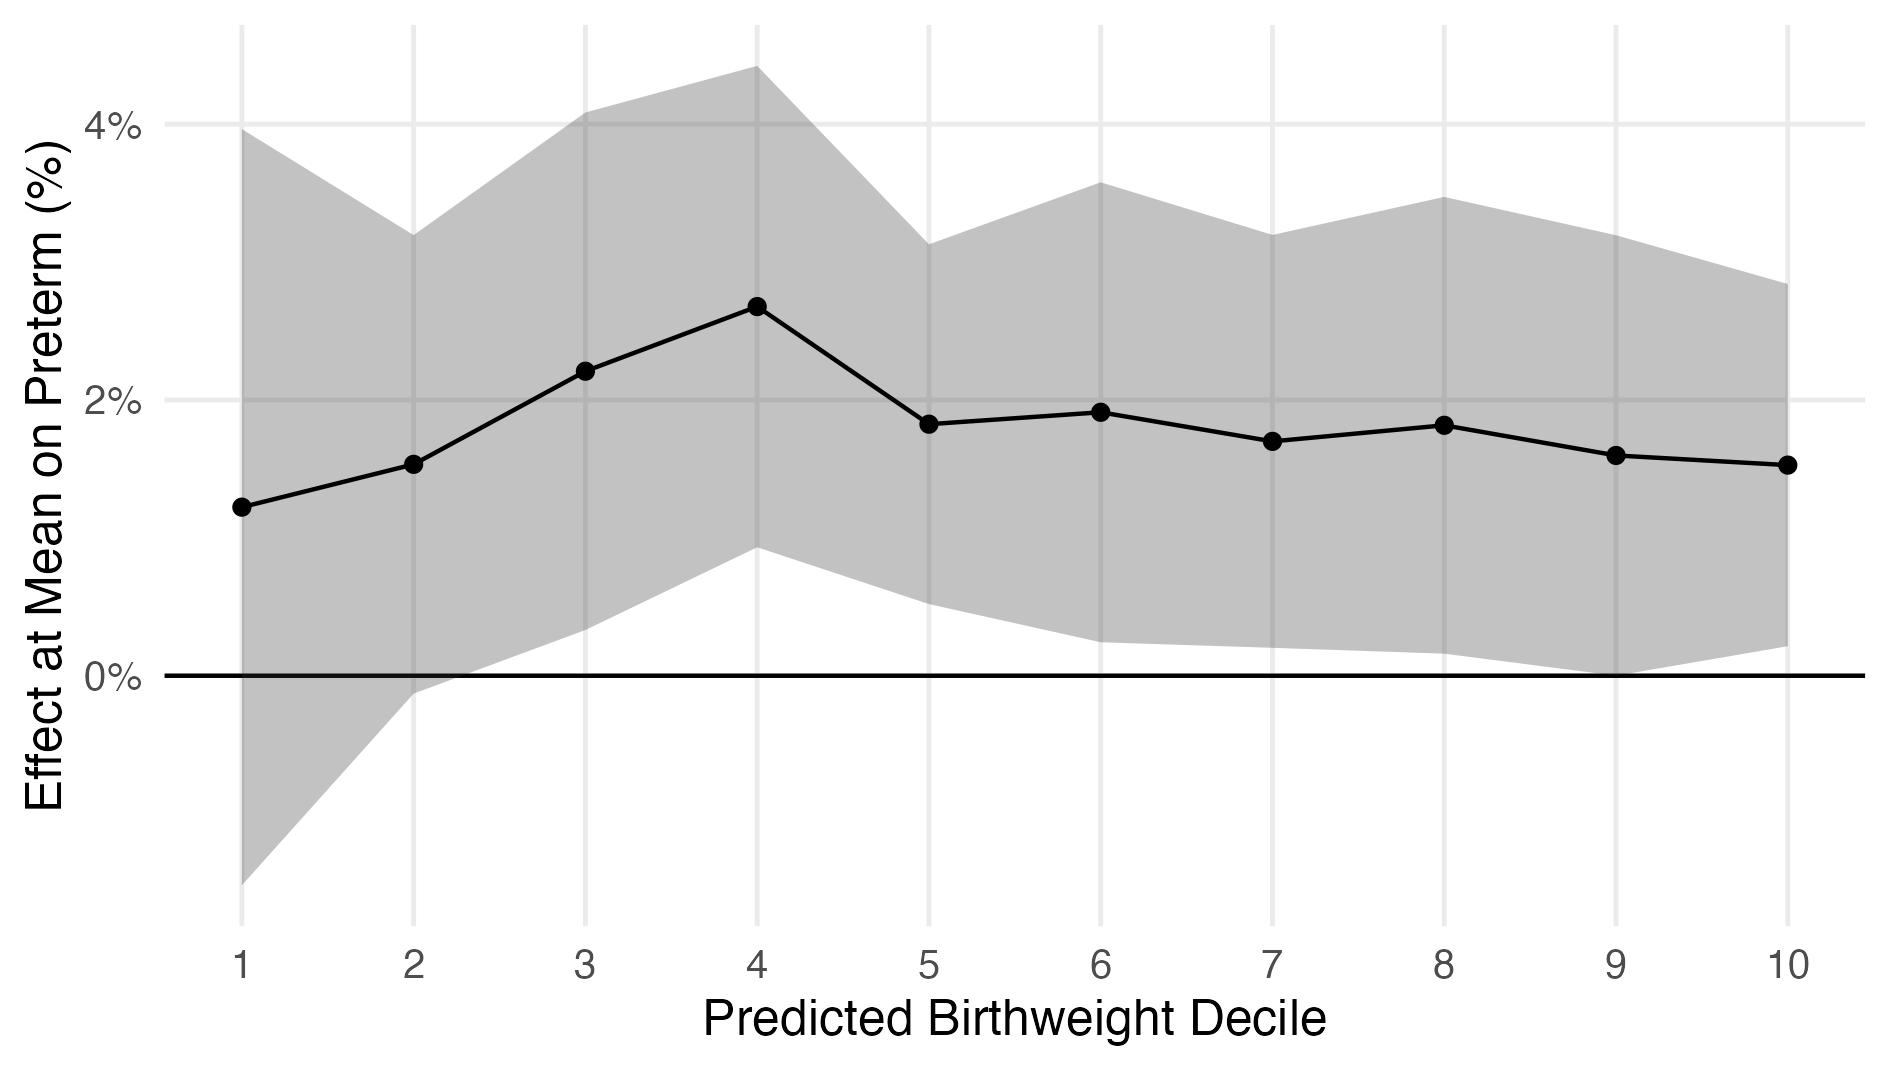 Effect at Mean on Preterm (%)
4%
2%
0%
1 2 3 4 5 6 7 8 9 10
Predicted Birthweight Decile